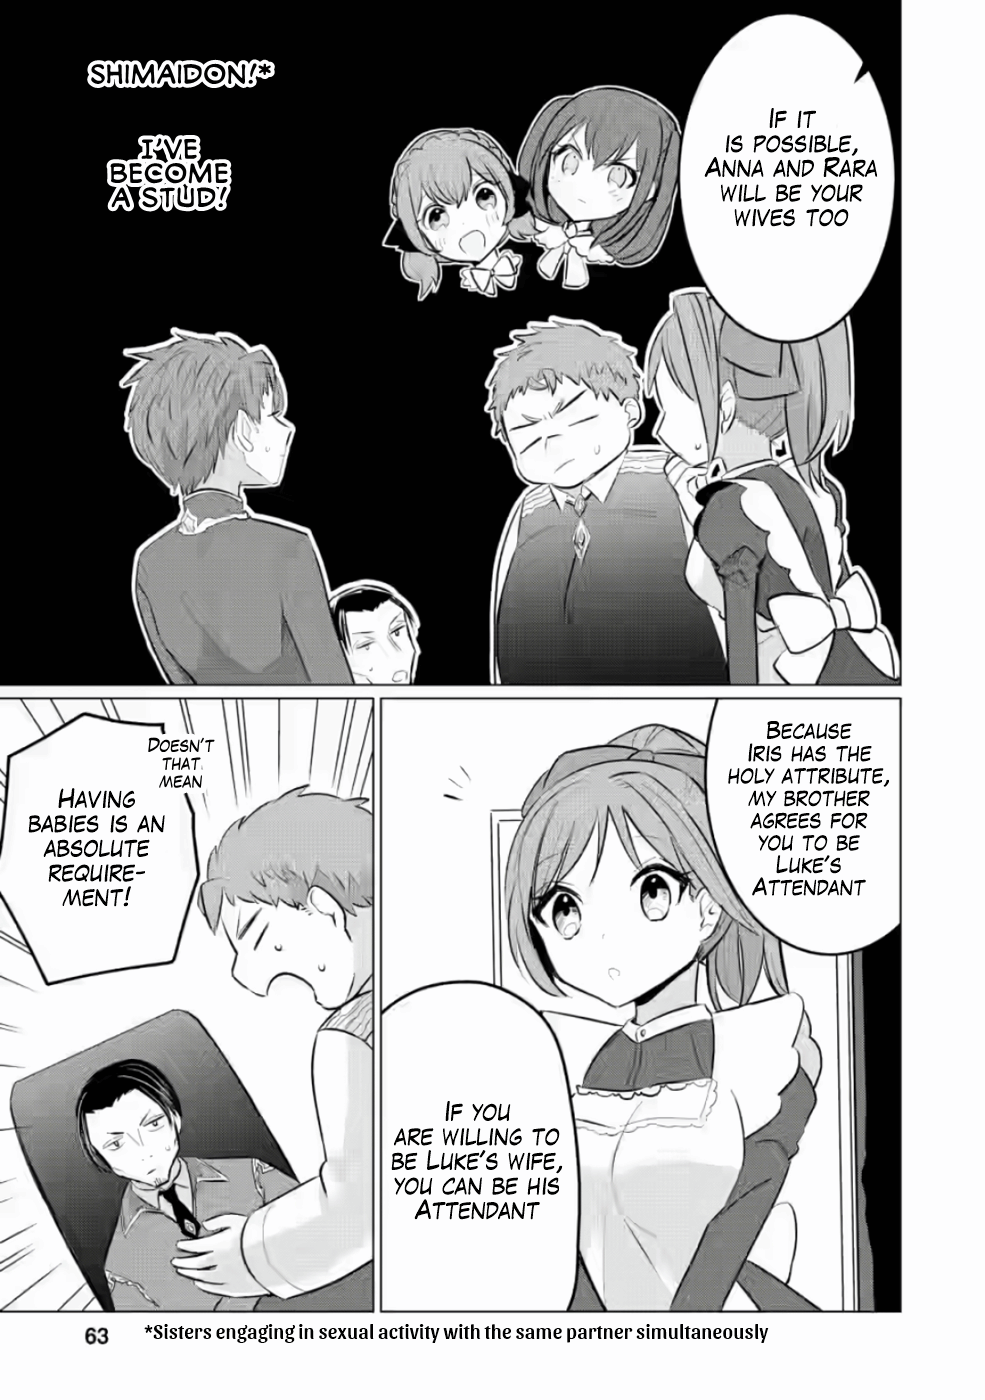 If it
is possible,
Anna and Rara
will be your
wives too
SHIMAIDON!*
I'VE
BECOME
A STUD!
Because
Iris has the
holy attribute,
my brother
agrees for
you to be
Luke's
Attendant
If you
are willing to
be Luke's wife,
you can be his
Attendant
Doesn't
that
mean
Having
babies is an
absolute
require-
ment!
63
*Sisters engaging in sexual activity with the same partner simultaneously